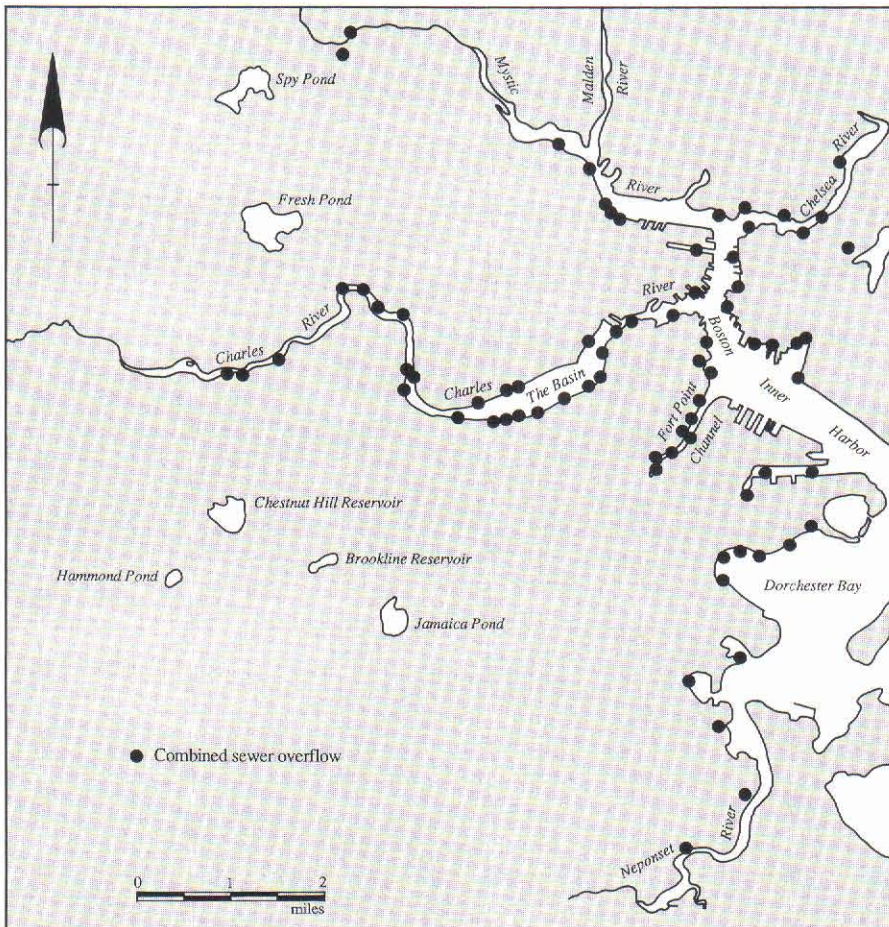 Spy Pond
Mystic
Malden
River
River
Chelsea
River
Fresh Pond
River
Charles
River
Boston
Charles
The Basin
Inner
Harbor
Fort Point
Channel
Chestnut Hill Reservoir
Brookline Reservoir
Hammond Pond
Jamaica Pond
Dorchester Bay
Combined sewer overflow
River
Neponset
0
1
2
miles